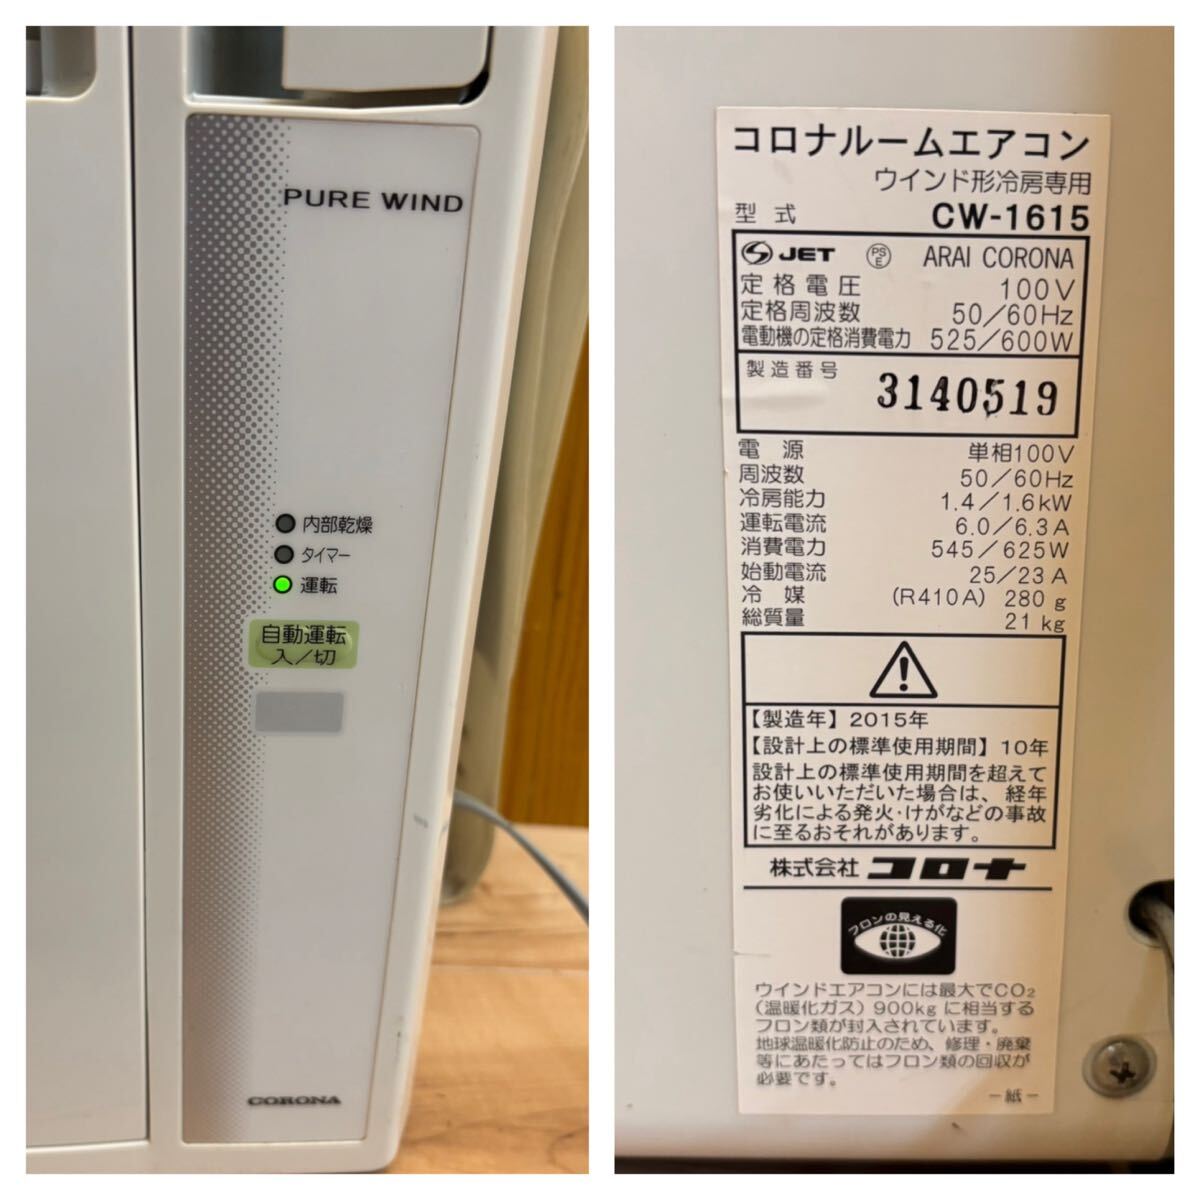 PURE WIND
内部乾燥
タイマー
運転
自動運転
入／切
CORONA
コロナルームエアコン
ウインド形冷房専用
型式 CW-1615
JET PSE ARAI CORONA
定格電圧 100V
定格周波数 50／60Hz
電動機の定格消費電力 525／600W
製造番号 3140519
電源 単相100V
周波数 50／60Hz
冷房能力 1.4／1.6kW
運転電流 6.0／6.3A
消費電力 545／625W
始動電流 25／23A
冷媒 (R410A) 280g
総質量 21kg
【製造年】2015年
【設計上の標準使用期間】10年
設計上の標準使用期間を超えて
お使いいただいた場合は、経年
劣化による発火・けがなどの事故
に至るおそれがあります。
株式会社 コロナ
フロンの見える化
ウインドエアコンには最大でCO₂
（温暖化ガス）900kgに相当する
フロン類が封入されています。
地球温暖化防止のため、修理・廃棄
等にあたってはフロン類の回収が
必要です。
－紙－